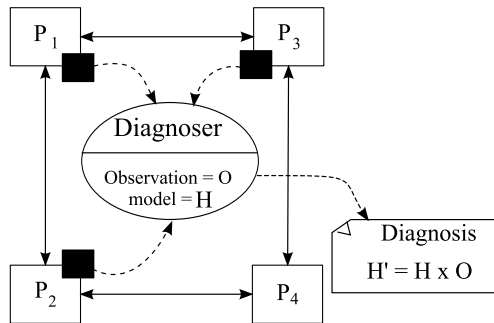 P1
P3
Diagnoser
Observation = O
model = H
Diagnosis
H' = H x O
P2
P4